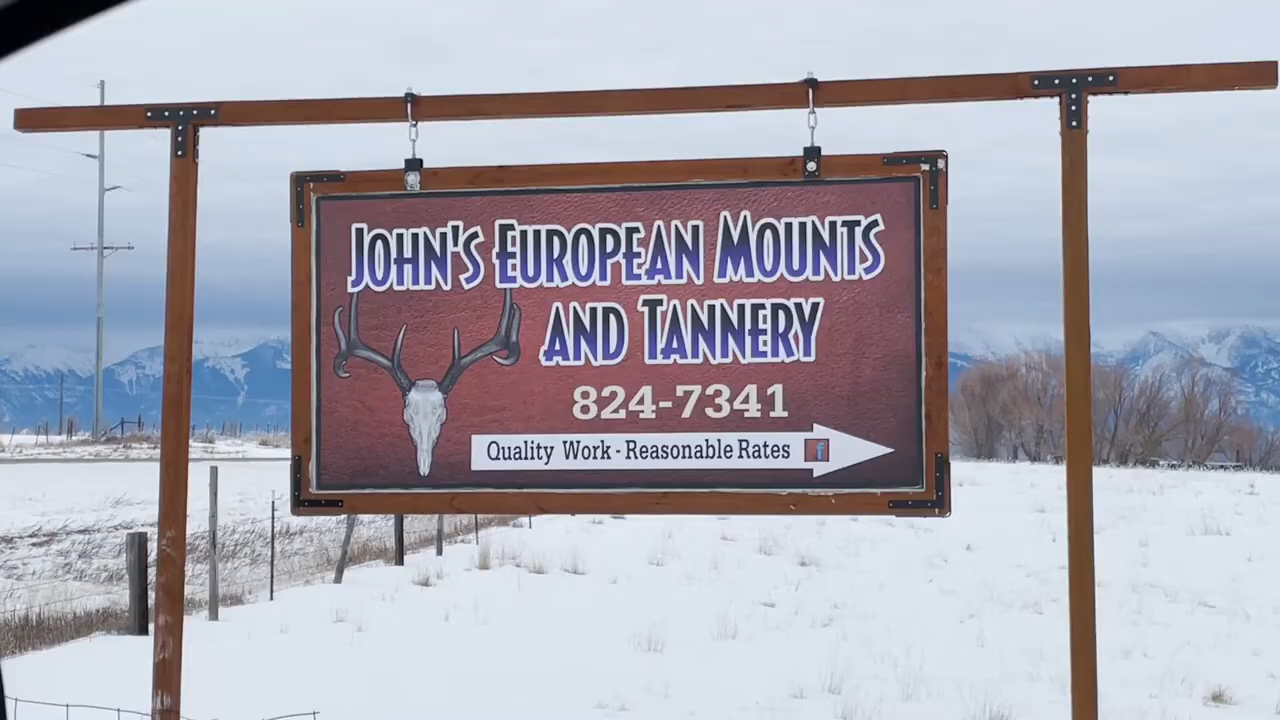 JOHN'S EUROPEAN MOUNTS
AND TANNERY
824-7341
Quality Work - Reasonable Rates f